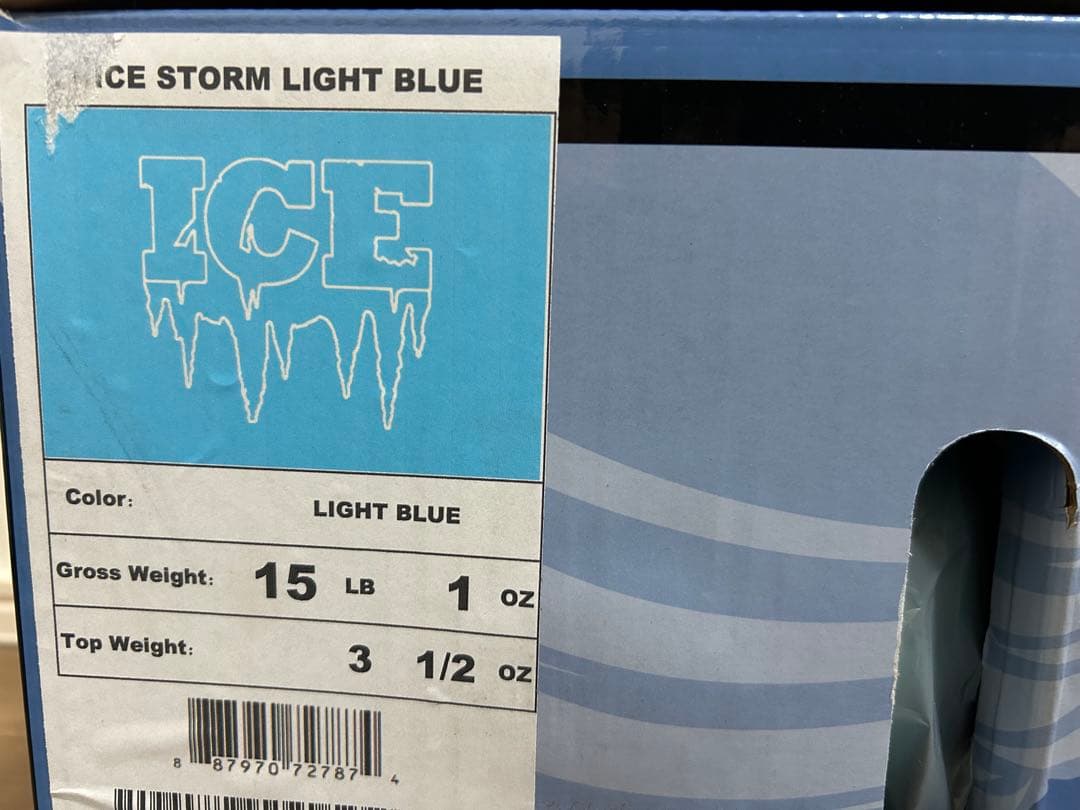 ICE STORM LIGHT BLUE
ICE
Color: LIGHT BLUE
Gross Weight: 15 LB 1 oz
Top Weight: 3 1/2 oz
8 87970 72787 4